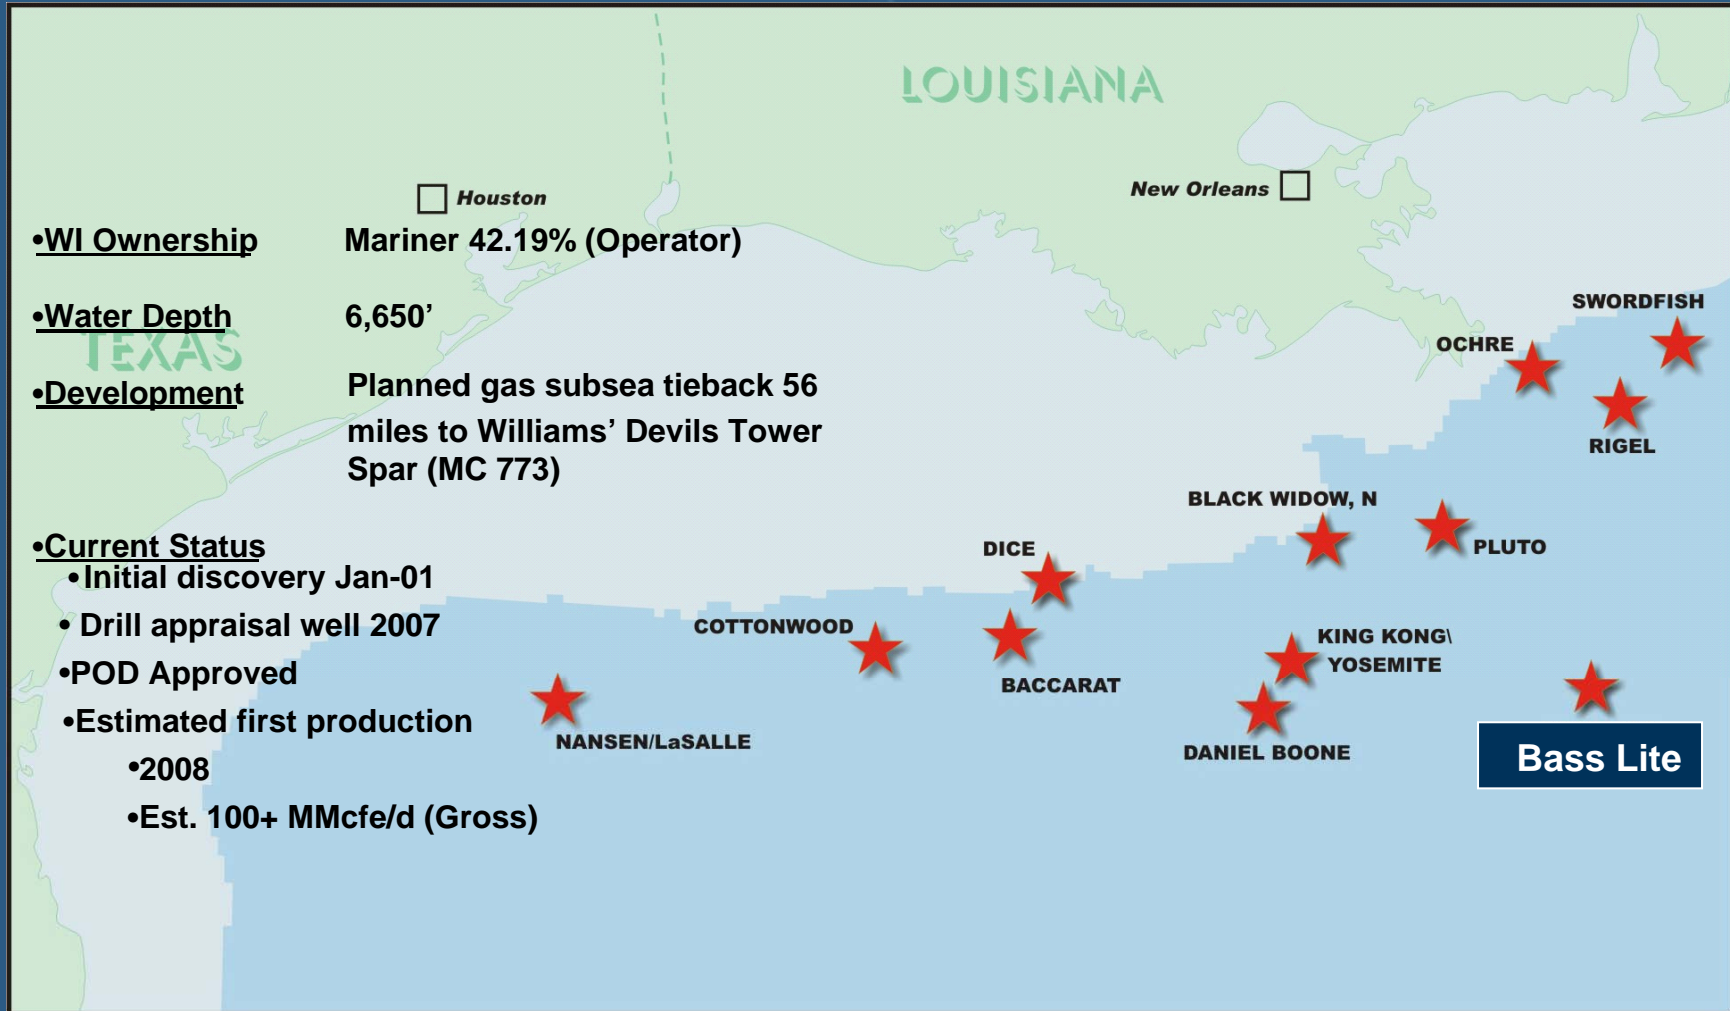 LOUISIANA
Houston
New Orleans
•WI Ownership Mariner 42.19% (Operator)
•Water Depth 6,650’
TEXAS
•Development Planned gas subsea tieback 56
miles to Williams’ Devils Tower
Spar (MC 773)
•Current Status
•Initial discovery Jan-01
• Drill appraisal well 2007
•POD Approved
•Estimated first production
•2008
•Est. 100+ MMcfe/d (Gross)
SWORDFISH
OCHRE
RIGEL
BLACK WIDOW, N
PLUTO
DICE
COTTONWOOD
BACCARAT
KING KONG\
YOSEMITE
NANSEN/LaSALLE
DANIEL BOONE
Bass Lite